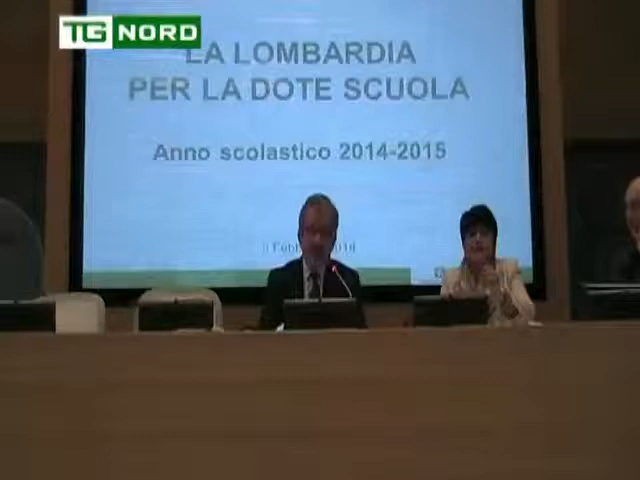 TG NORD
LA LOMBARDIA
PER LA DOTE SCUOLA
Anno scolastico 2014-2015